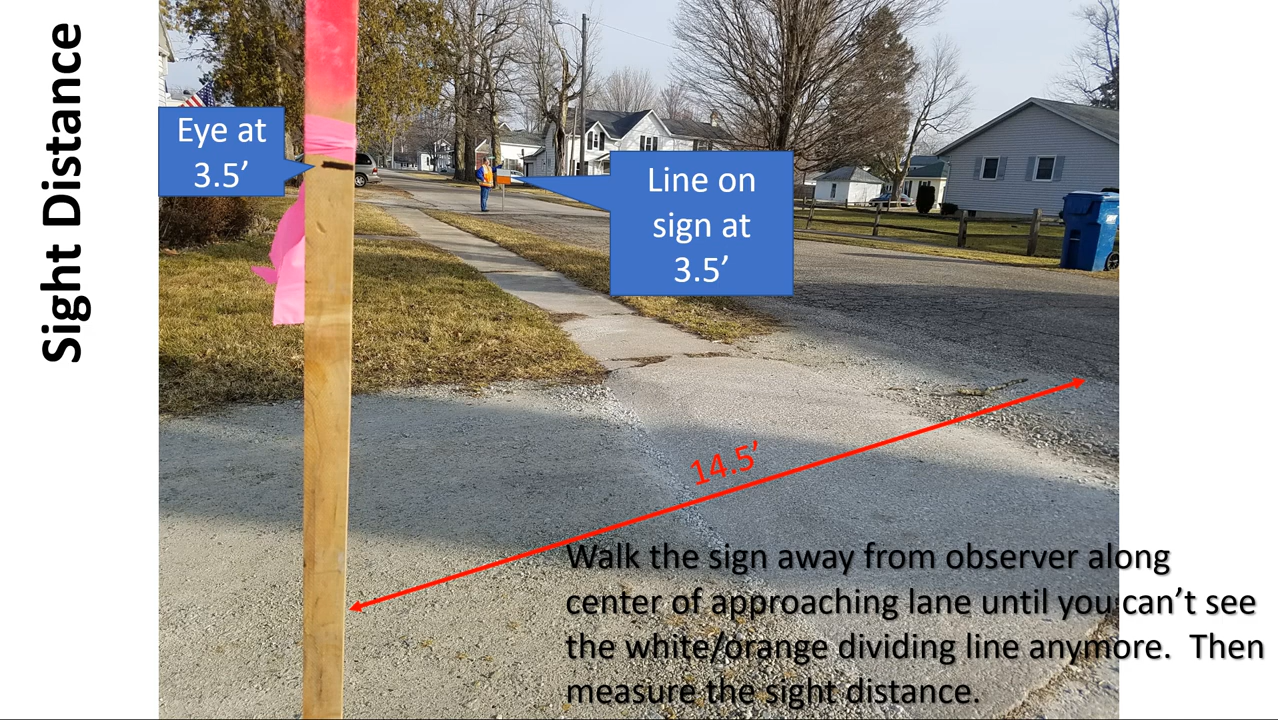 Sight Distance
Eye at
3.5’
Line on
sign at
3.5’
14.5’
Walk the sign away from observer along
center of approaching lane until you can’t see
the white/orange dividing line anymore.  Then
measure the sight distance.